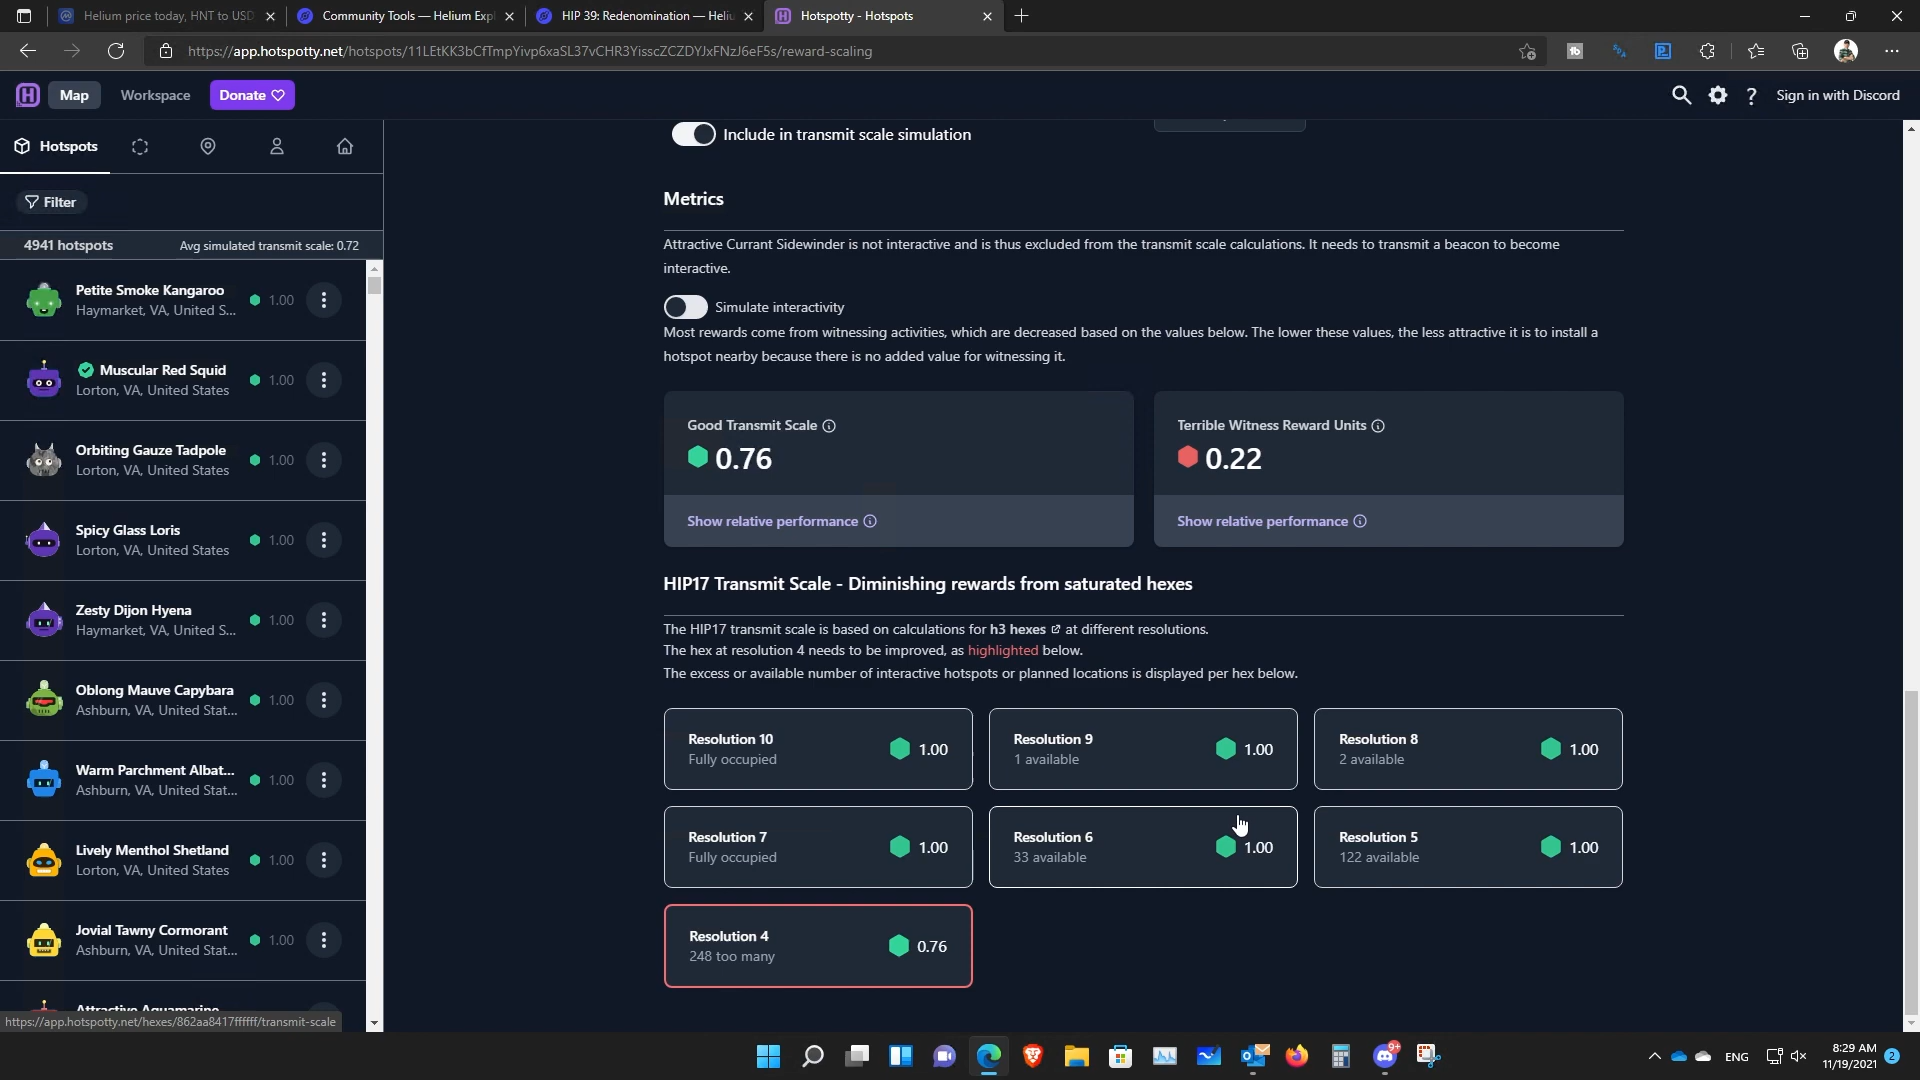 Helium price today, HNT to USD
Community Tools — Helium Expl
HIP 39: Redenomination — Heliu
Hotspotty - Hotspots
https://app.hotspotty.net/hotspots/11LEtKK3bCfTmpYivp6xaSL37vCHR3YisscZCZDYJxFNzJ6eF5s/reward-scaling
Map
Workspace
Donate
Sign in with Discord
Hotspots
Filter
4941 hotspots
Avg simulated transmit scale: 0.72
Petite Smoke Kangaroo
Haymarket, VA, United S...
1.00
Muscular Red Squid
Lorton, VA, United States
1.00
Orbiting Gauze Tadpole
Lorton, VA, United States
1.00
Spicy Glass Loris
Lorton, VA, United States
1.00
Zesty Dijon Hyena
Haymarket, VA, United S...
1.00
Oblong Mauve Capybara
Ashburn, VA, United Stat...
1.00
Warm Parchment Albat...
Ashburn, VA, United Stat...
1.00
Lively Menthol Shetland
Lorton, VA, United States
1.00
Jovial Tawny Cormorant
Ashburn, VA, United Stat...
1.00
Attractive Aquamarine
https://app.hotspotty.net/hexes/862aa8417ffffff/transmit-scale
Include in transmit scale simulation
Metrics
Attractive Currant Sidewinder is not interactive and is thus excluded from the transmit scale calculations. It needs to transmit a beacon to become
interactive.
Simulate interactivity
Most rewards come from witnessing activities, which are decreased based on the values below. The lower these values, the less attractive it is to install a
hotspot nearby because there is no added value for witnessing it.
Good Transmit Scale
0.76
Show relative performance
Terrible Witness Reward Units
0.22
Show relative performance
HIP17 Transmit Scale - Diminishing rewards from saturated hexes
The HIP17 transmit scale is based on calculations for h3 hexes at different resolutions.
The hex at resolution 4 needs to be improved, as highlighted below.
The excess or available number of interactive hotspots or planned locations is displayed per hex below.
Resolution 10
Fully occupied
1.00
Resolution 9
1 available
1.00
Resolution 8
2 available
1.00
Resolution 7
Fully occupied
1.00
Resolution 6
33 available
1.00
Resolution 5
122 available
1.00
Resolution 4
248 too many
0.76
9+
ENG
8:29 AM
11/19/2021
2